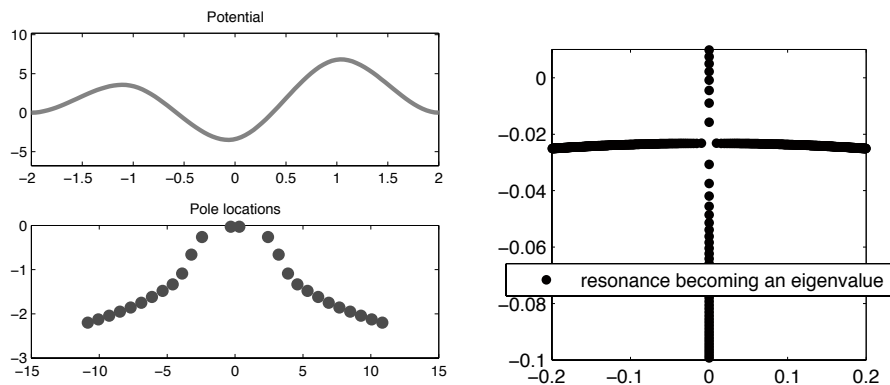 Potential
10
5
0
−5
−2 −1.5 −1 −0.5 0 0.5 1 1.5 2
Pole locations
0
−1
−2
−3
−15 −10 −5 0 5 10 15
0
−0.02
−0.04
−0.06
resonance becoming an eigenvalue
−0.08
−0.1
−0.2 −0.1 0 0.1 0.2